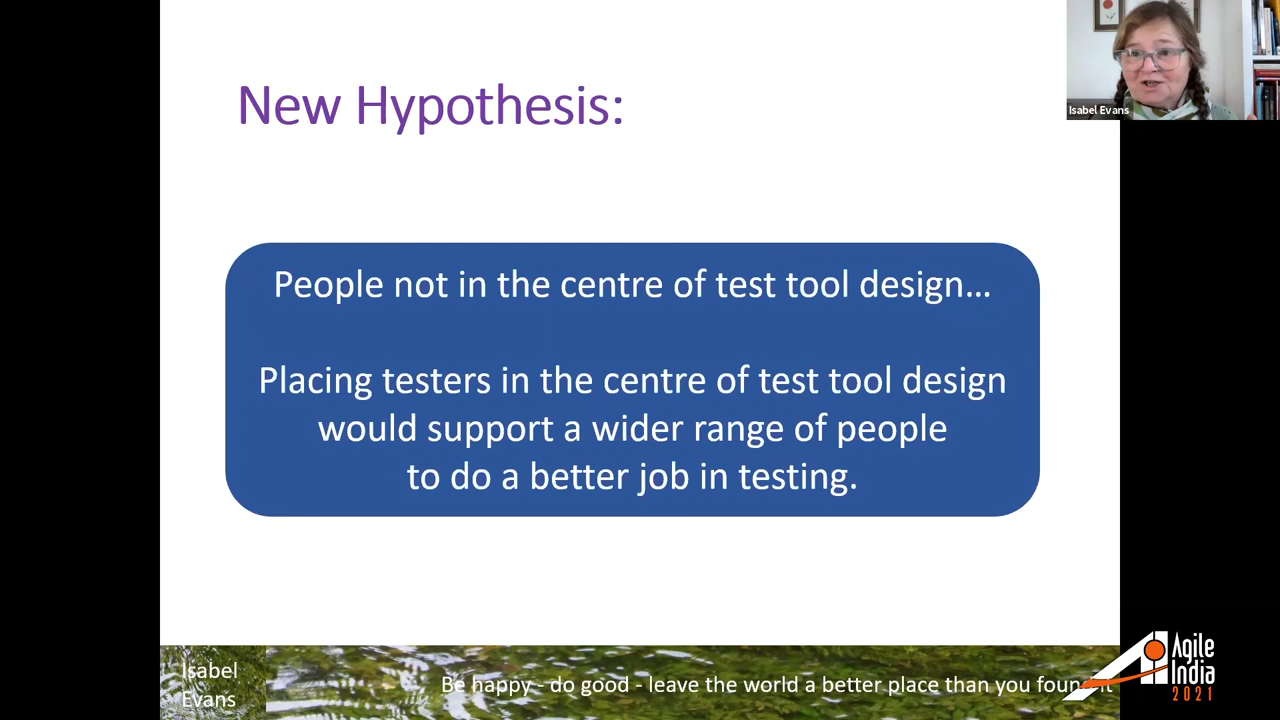 New Hypothesis:
People not in the centre of test tool design...
Placing testers in the centre of test tool design
would support a wider range of people
to do a better job in testing.
Isabel Evans
Isabel
Evans
Be happy - do good - leave the world a better place than you found it
Agile
India
2021